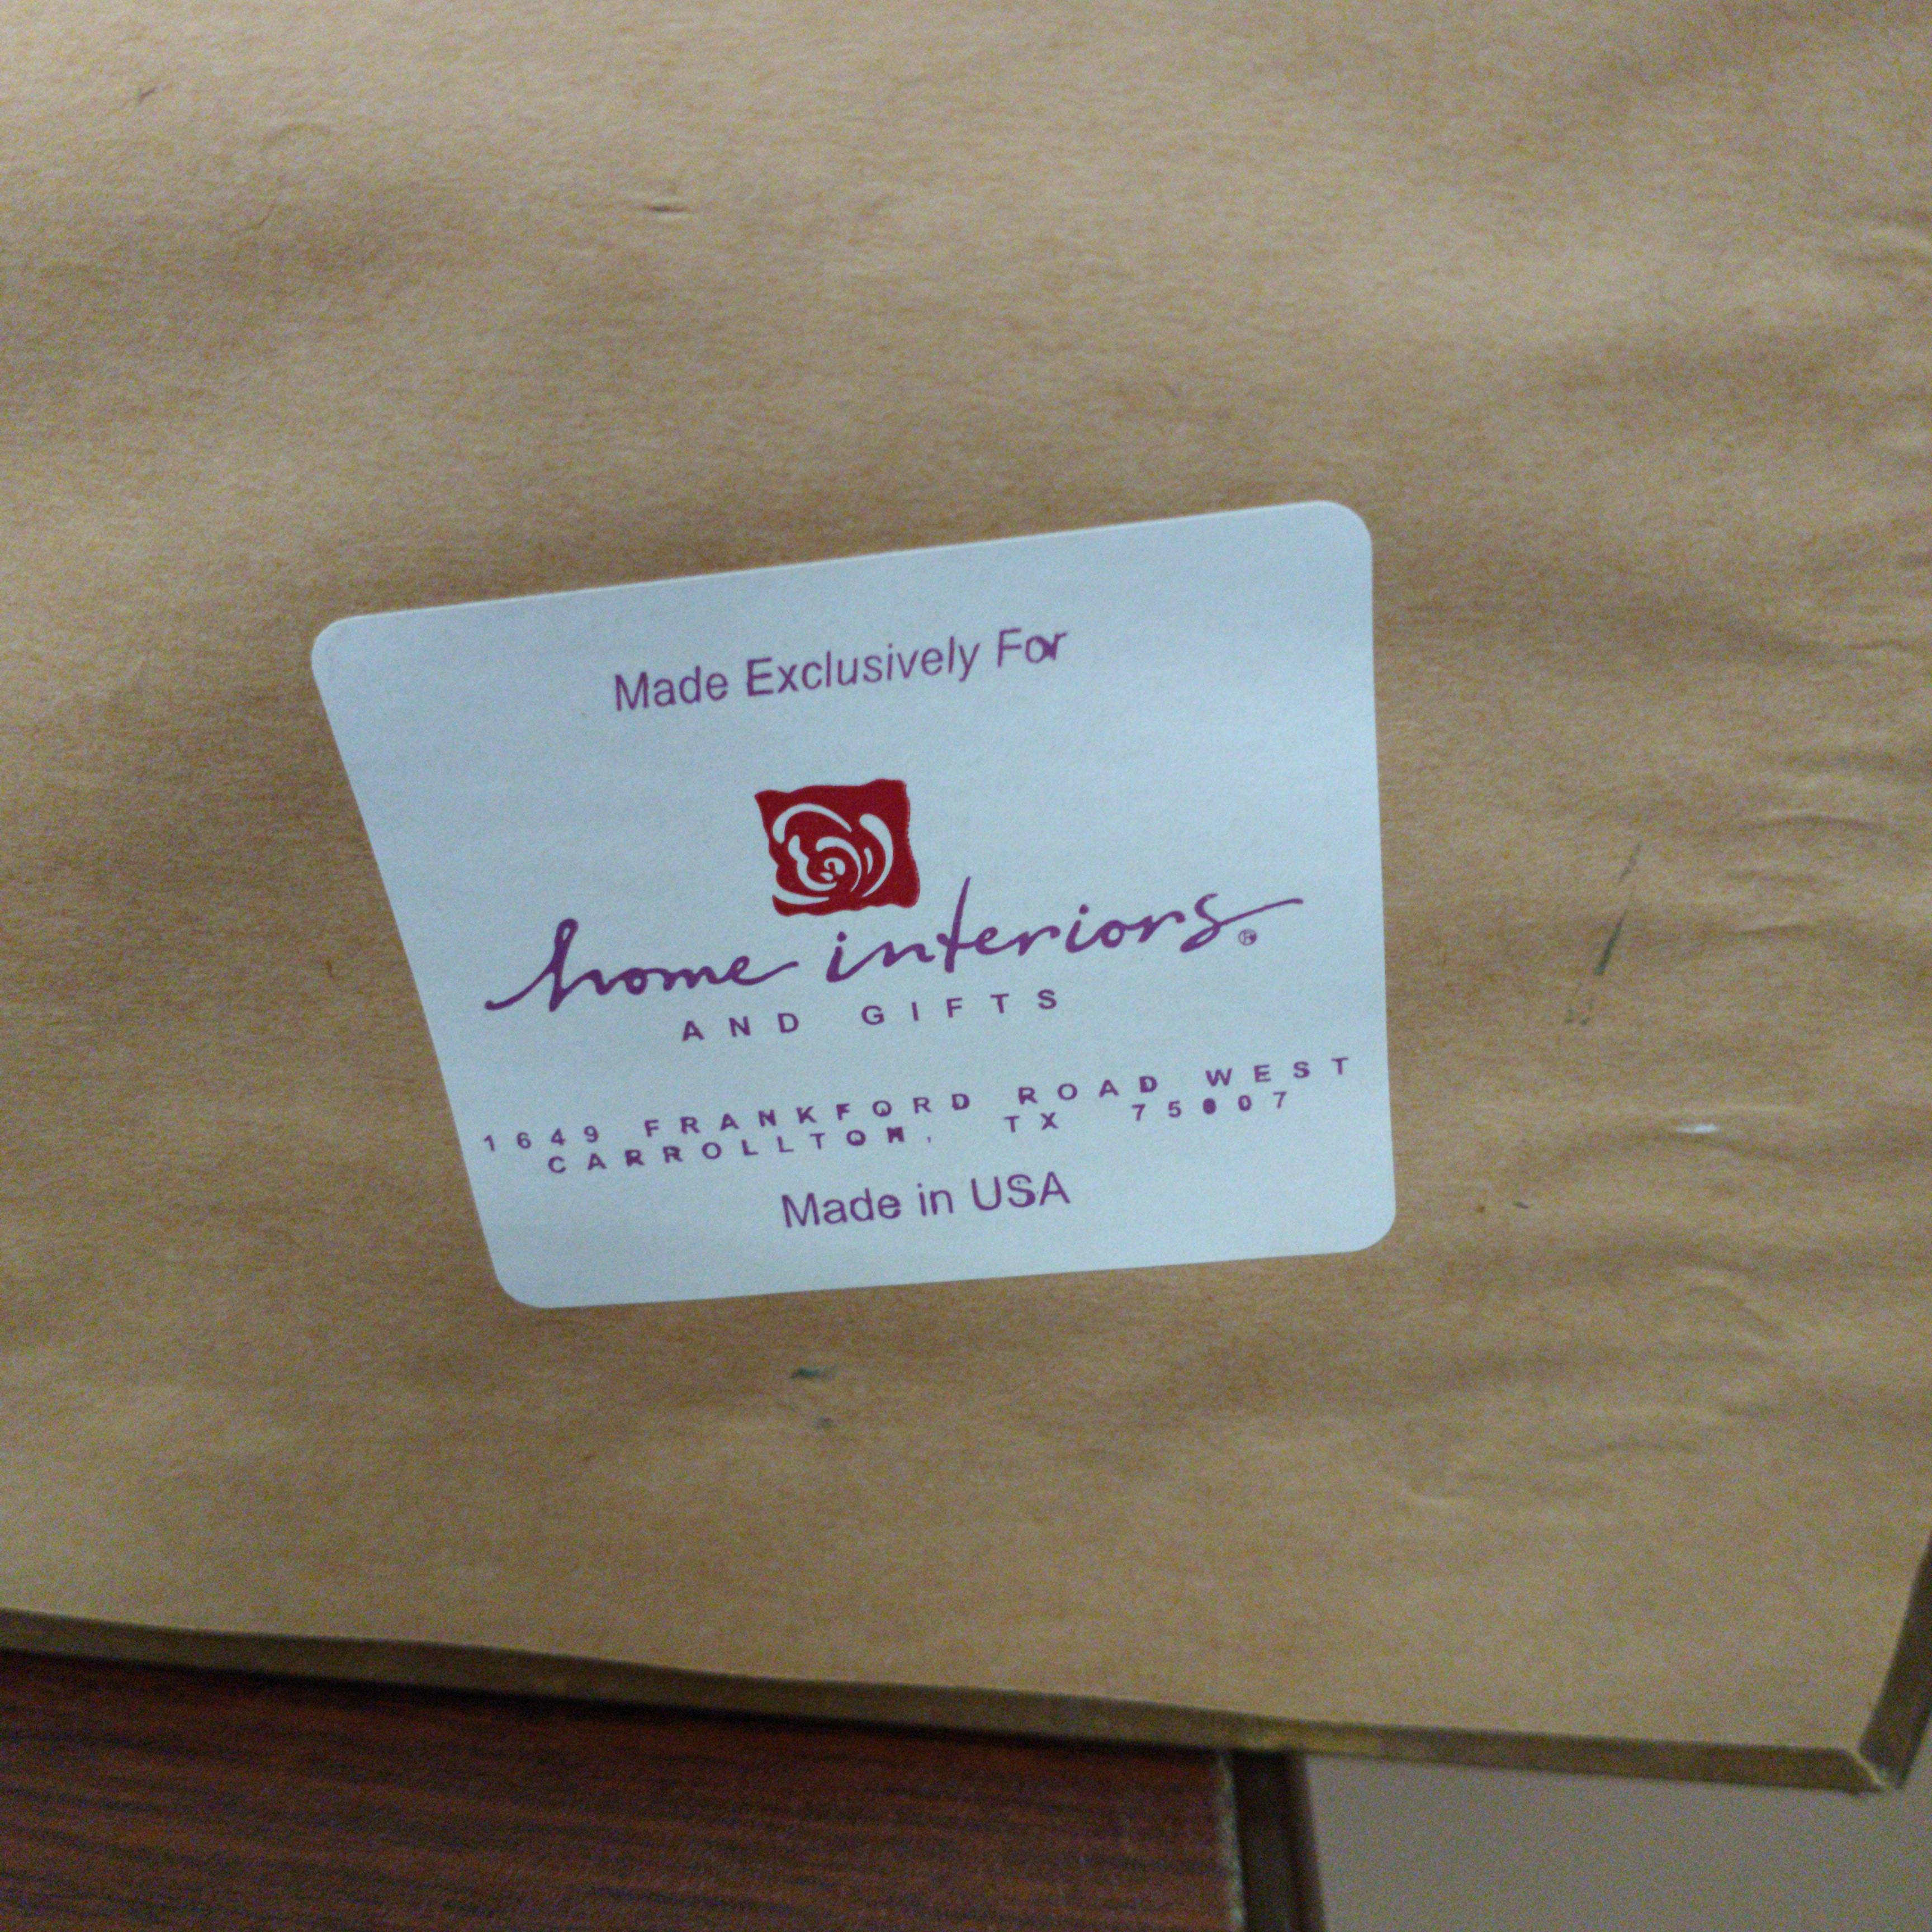 Made Exclusively For
home interiors®
AND GIFTS
1649 FRANKFORD ROAD WEST
CARROLLTON, TX 75007
Made in USA